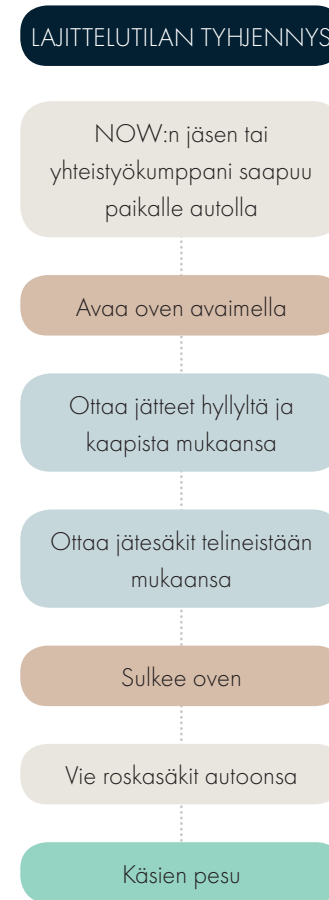 LAJITTELUTILAN TYHJENNYS
NOW:n jäsen tai
yhteistyökumppani saapuu
paikalle autolla
Avaa oven avaimella
Ottaa jätteet hyllyltä ja
kaapista mukaansa
Ottaa jätesäkit telineistään
mukaansa
Sulkee oven
Vie roskasäkit autoonsa
Käsien pesu